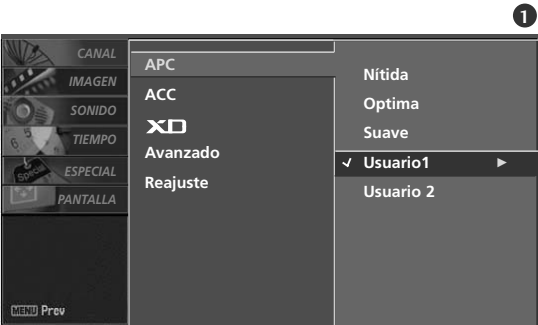 1
CANAL
IMAGEN
SONIDO
TIEMPO
ESPECIAL
PANTALLA
MENU Prev
APC
ACC
XD
Avanzado
Reajuste
Nítida
Optima
Suave
✓ Usuario1 ►
Usuario 2
Special